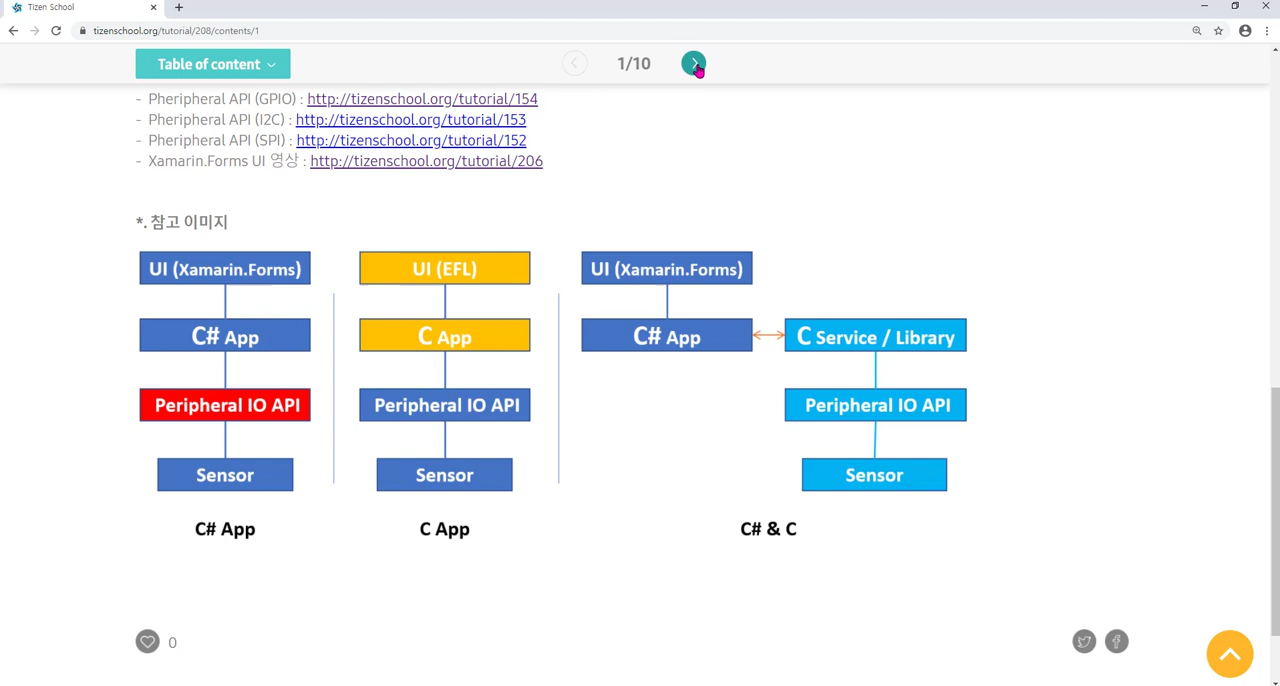 Tizen School
tizenschool.org/tutorial/208/contents/1
Table of content
1/10
- Pheripheral API (GPIO) : http://tizenschool.org/tutorial/154
- Pheripheral API (I2C) : http://tizenschool.org/tutorial/153
- Pheripheral API (SPI) : http://tizenschool.org/tutorial/152
- Xamarin.Forms UI 영상 : http://tizenschool.org/tutorial/206
*. 참고 이미지
UI (Xamarin.Forms)
C# App
Peripheral IO API
Sensor
C# App
UI (EFL)
C App
Peripheral IO API
Sensor
C App
UI (Xamarin.Forms)
C# App
C Service / Library
Peripheral IO API
Sensor
C# & C
0